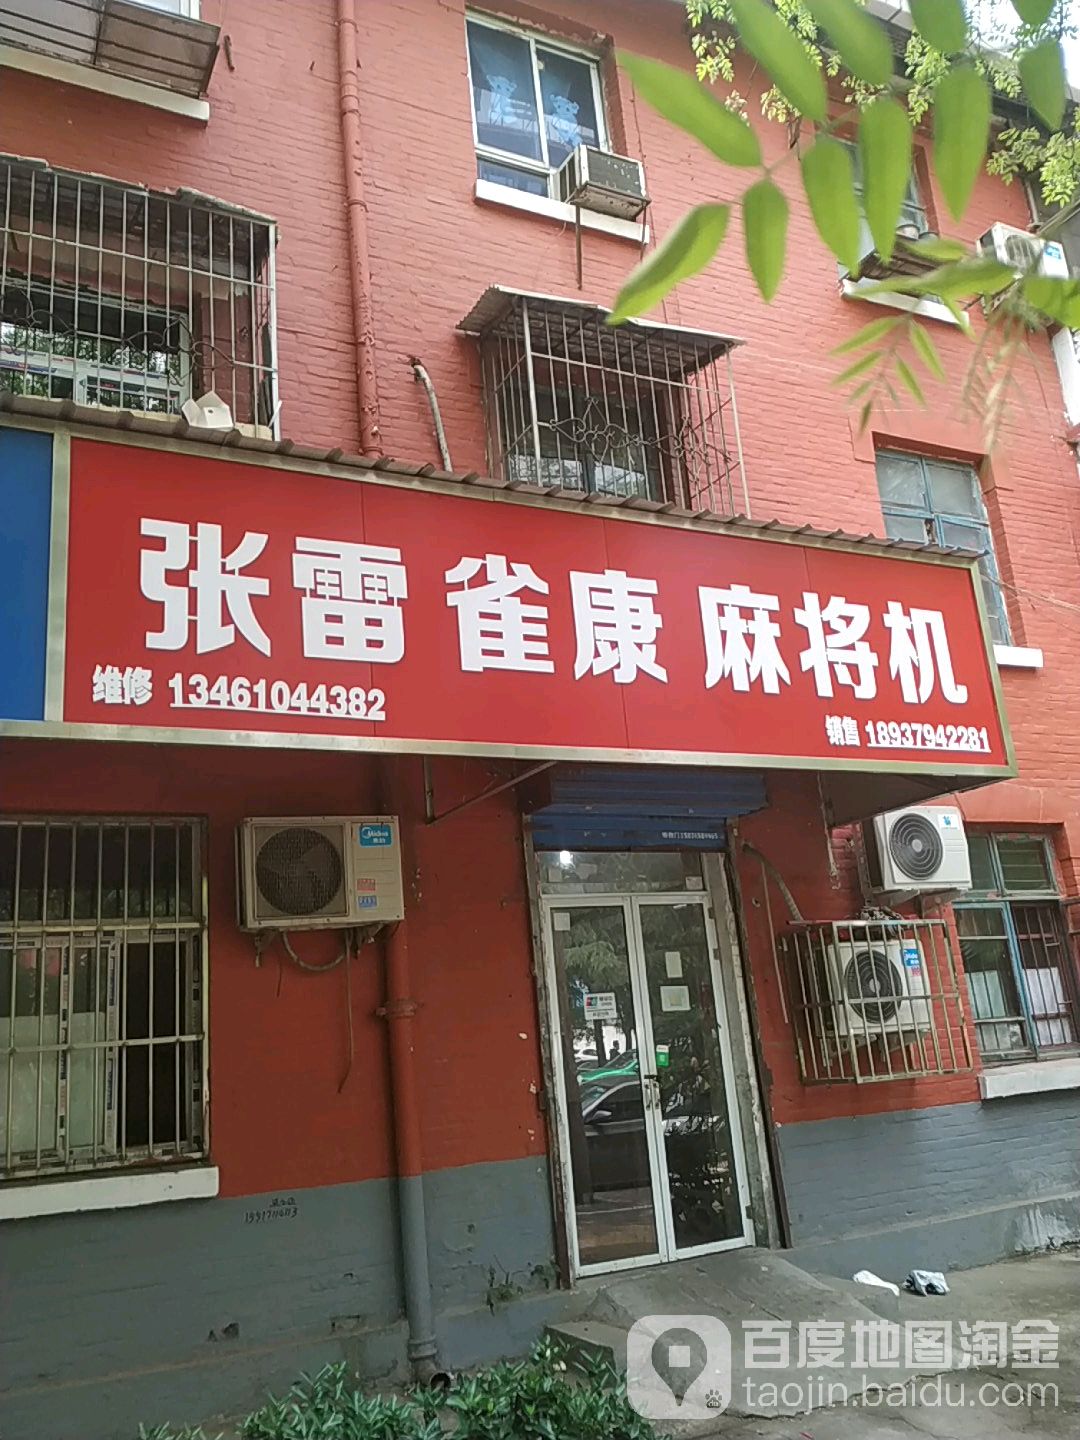 张雷 雀康 麻将机
维修 13461044382
销售 18937942281
Midea
百度地图淘金
taojin.baidu.com